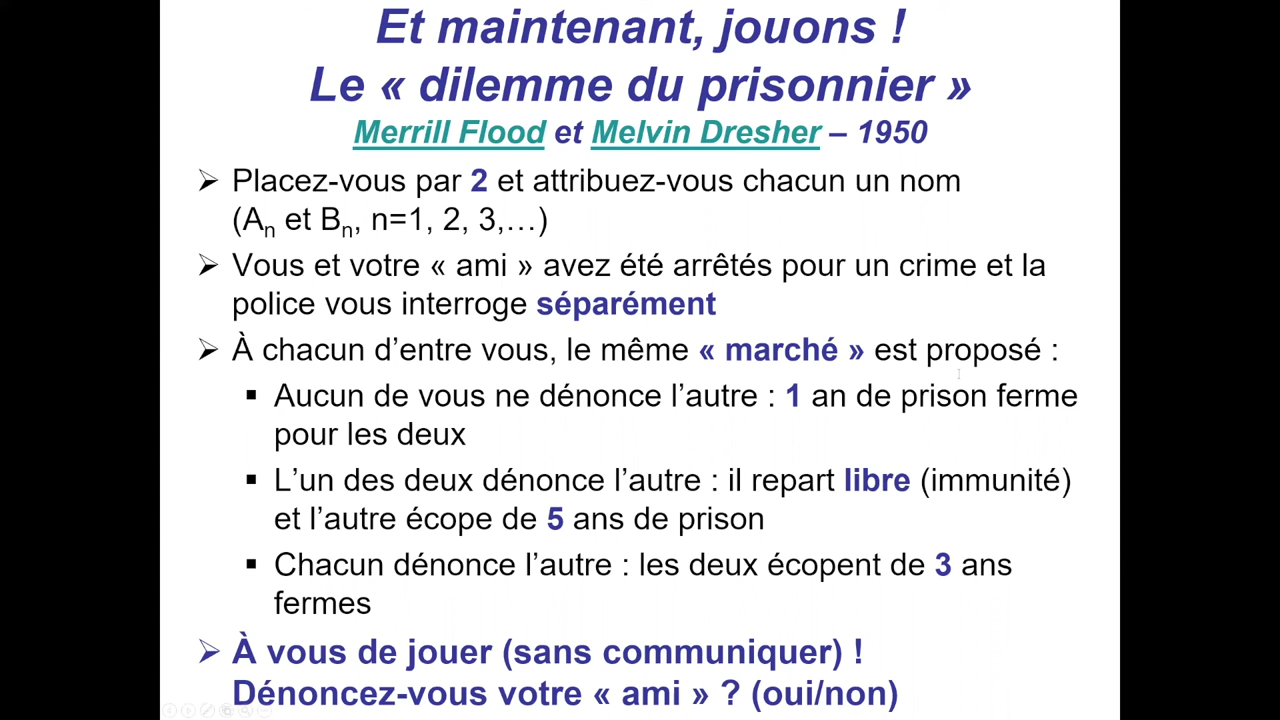 Et maintenant, jouons !
Le « dilemme du prisonnier »
Merrill Flood et Melvin Dresher – 1950
➢ Placez-vous par 2 et attribuez-vous chacun un nom
(An et Bn, n=1, 2, 3,…)
➢ Vous et votre « ami » avez été arrêtés pour un crime et la
police vous interroge séparément
➢ À chacun d’entre vous, le même « marché » est proposé :
▪ Aucun de vous ne dénonce l’autre : 1 an de prison ferme
pour les deux
▪ L’un des deux dénonce l’autre : il repart libre (immunité)
et l’autre écope de 5 ans de prison
▪ Chacun dénonce l’autre : les deux écopent de 3 ans
fermes
➢ À vous de jouer (sans communiquer) !
Dénoncez-vous votre « ami » ? (oui/non)